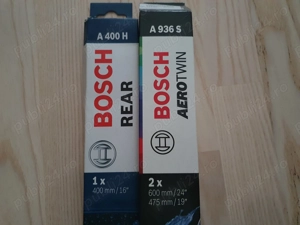 A 400 H
BOSCH
REAR
1 x
400 mm / 16"
A 936 S
BOSCH
AEROTWIN
2 x
600 mm / 24"
475 mm / 19"